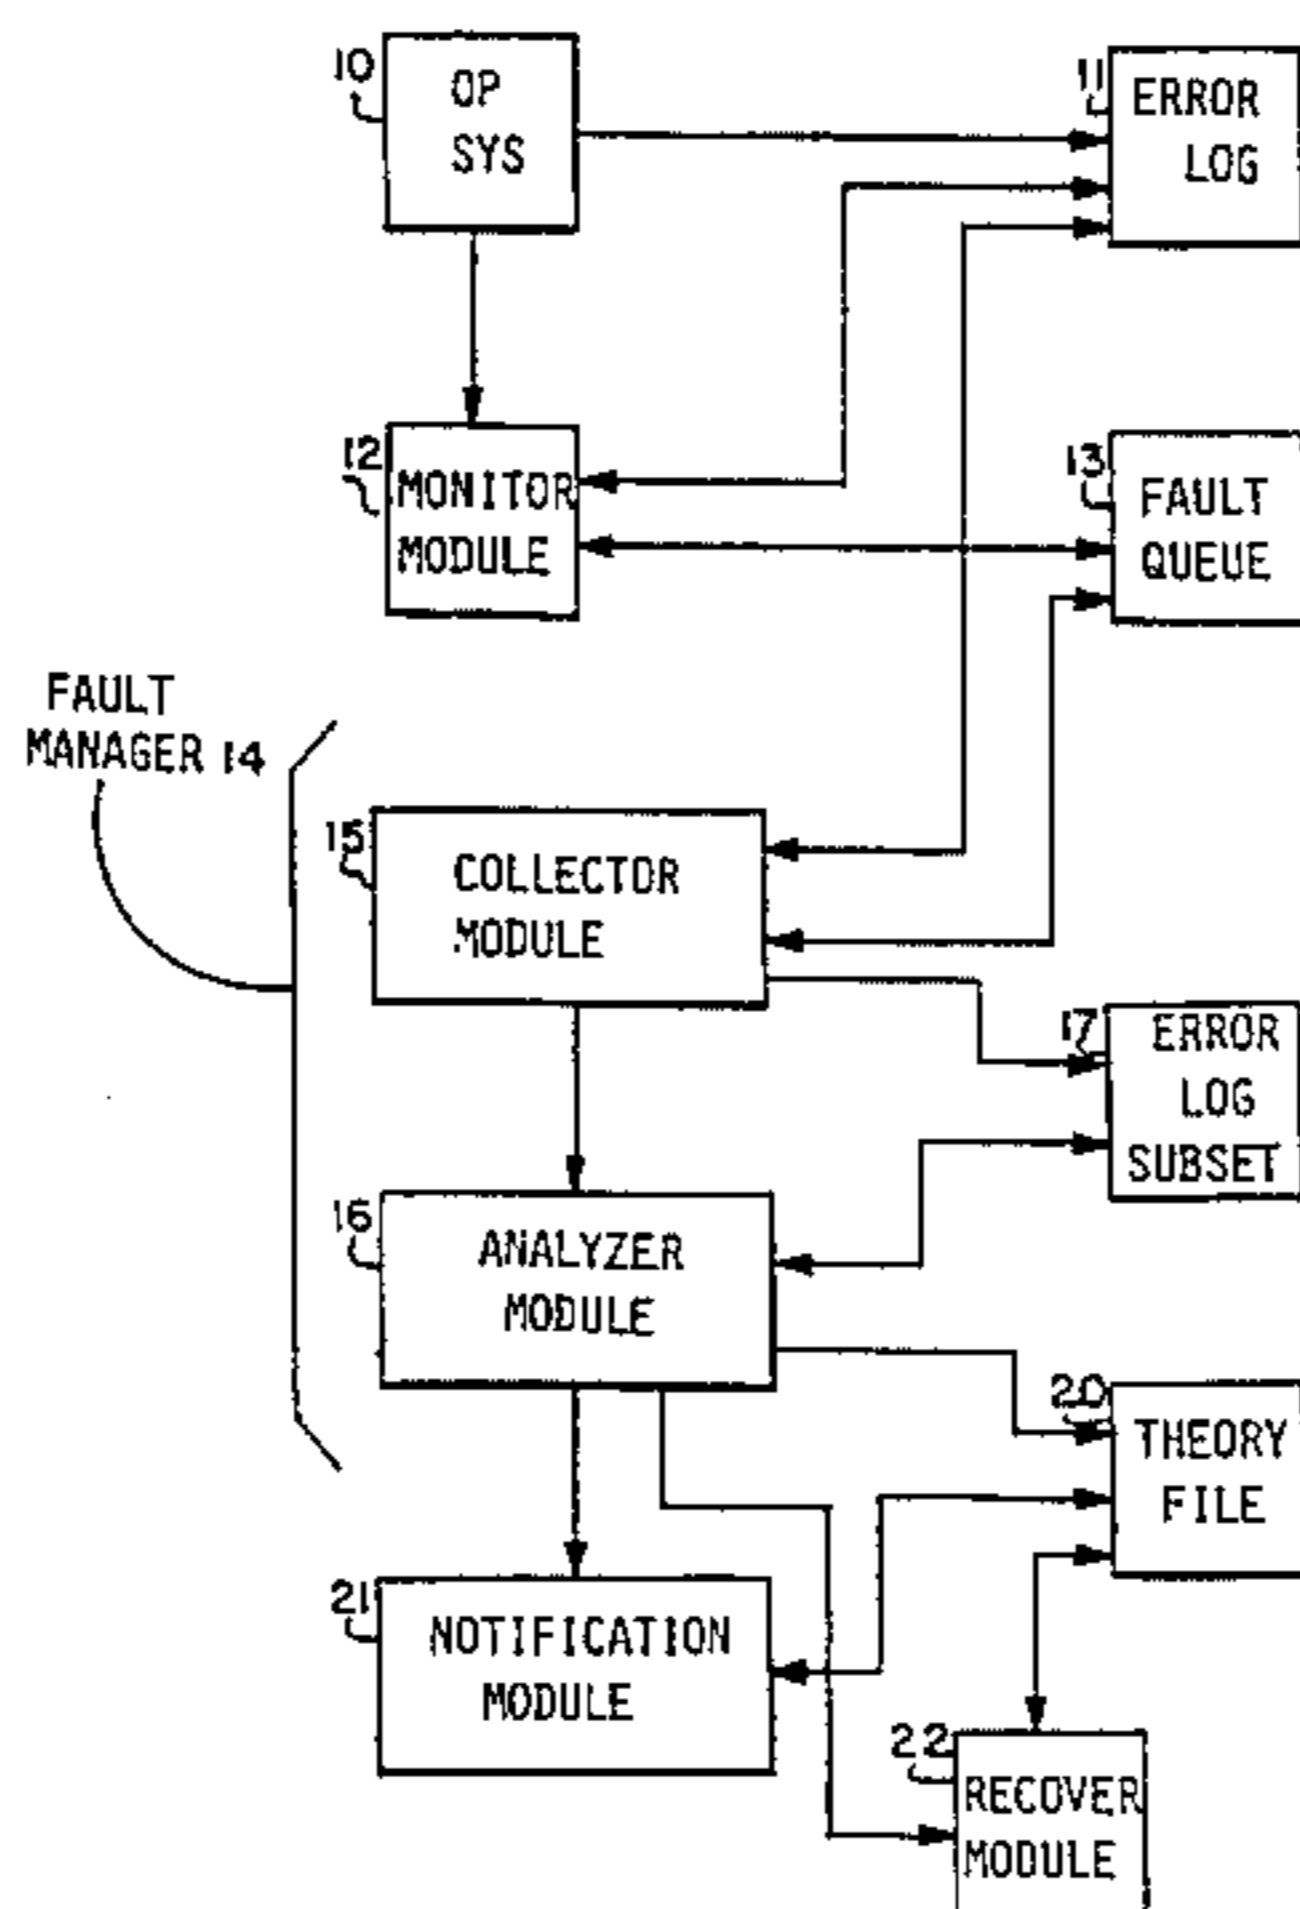 10
OP
SYS
11
ERROR
LOG
12
MONITOR
MODULE
13
FAULT
QUEUE
FAULT
MANAGER 14
15
COLLECTOR
MODULE
17
ERROR
LOG
SUBSET
16
ANALYZER
MODULE
20
THEORY
FILE
21
NOTIFICATION
MODULE
22
RECOVER
MODULE